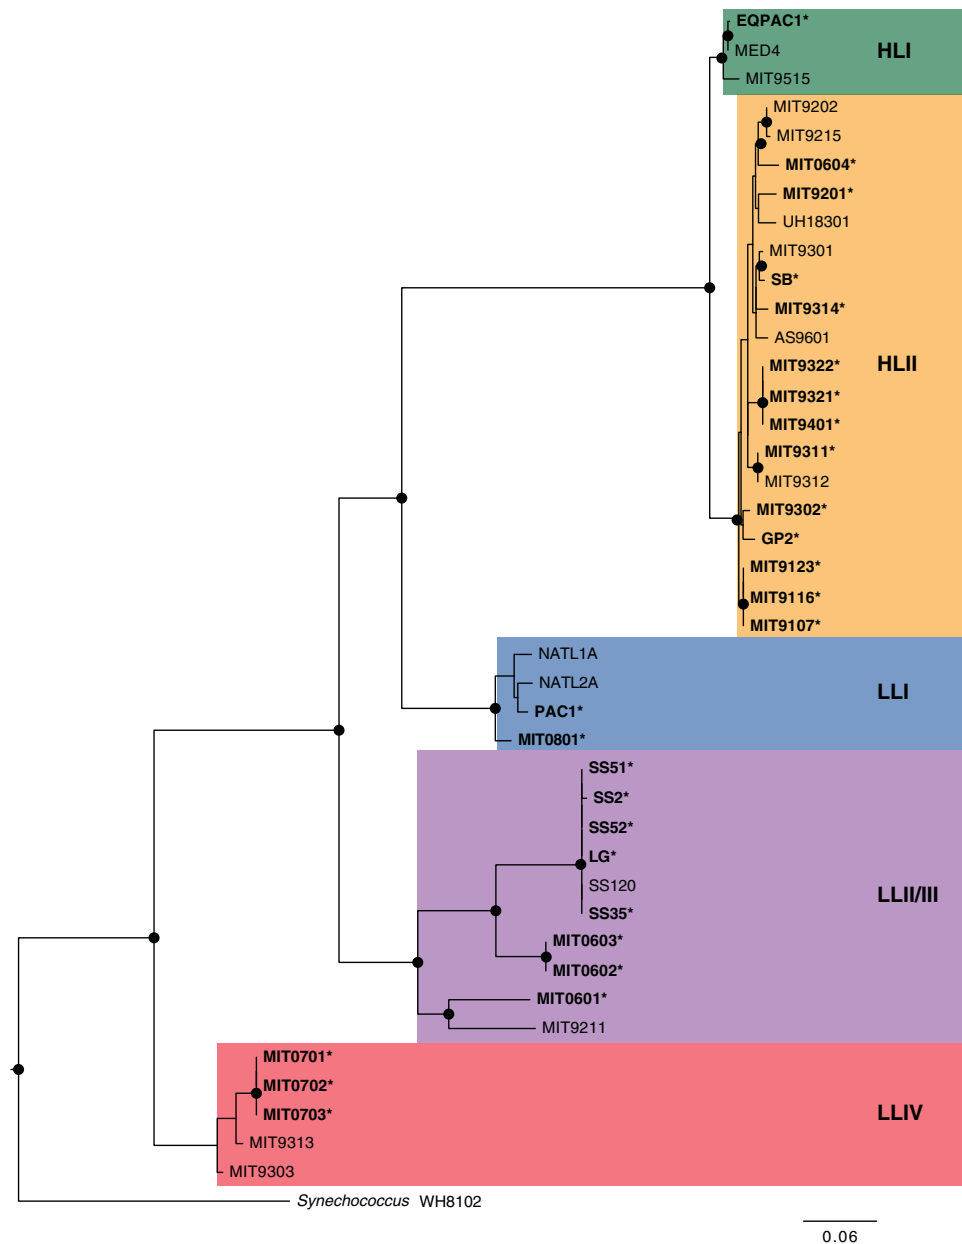 EQPAC1*
MED4
HLI
MIT9515
MIT9202
MIT9215
MIT0604*
MIT9201*
UH18301
MIT9301
SB*
MIT9314*
AS9601
HLII
MIT9322*
MIT9321*
MIT9401*
MIT9311*
MIT9312
MIT9302*
GP2*
MIT9123*
MIT9116*
MIT9107*
NATL1A
NATL2A
LLI
PAC1*
MIT0801*
SS51*
SS2*
SS52*
LG*
SS120
LLII/III
SS35*
MIT0603*
MIT0602*
MIT0601*
MIT9211
MIT0701*
MIT0702*
MIT0703*
LLIV
MIT9313
MIT9303
Synechococcus WH8102
0.06